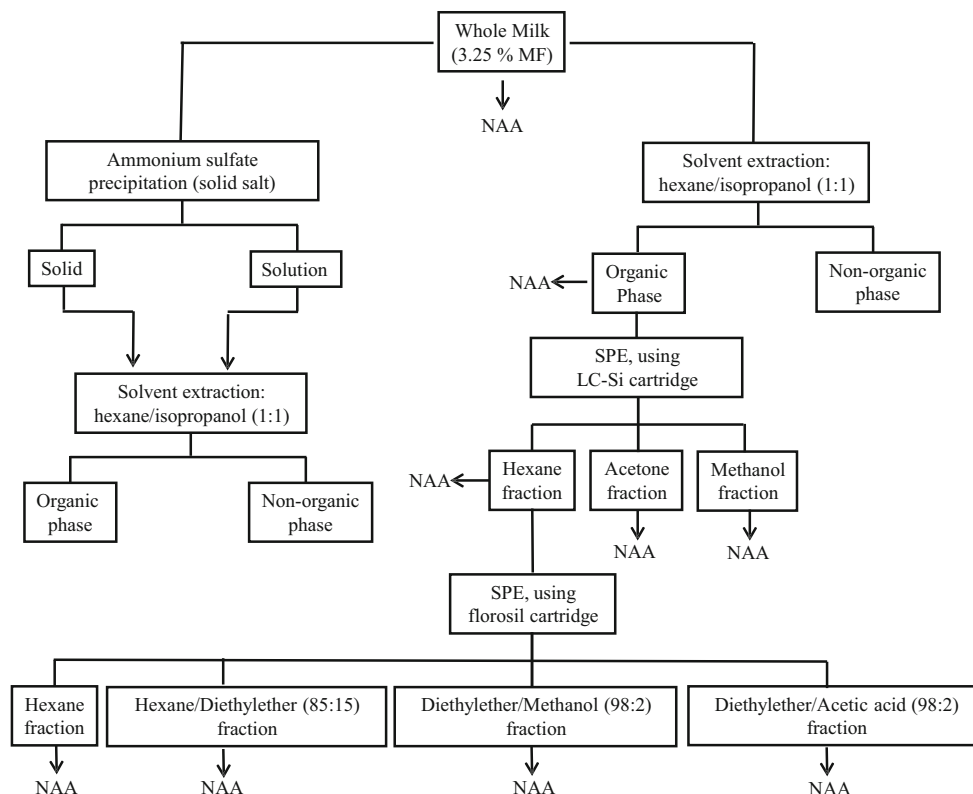 Whole Milk
(3.25 % MF)
NAA
Ammonium sulfate
precipitation (solid salt)
Solvent extraction:
hexane/isopropanol (1:1)
Solid
Solution
NAA
Organic
Phase
Non-organic
phase
Solvent extraction:
hexane/isopropanol (1:1)
SPE, using
LC-Si cartridge
Organic
phase
Non-organic
phase
NAA
Hexane
fraction
Acetone
fraction
Methanol
fraction
NAA
NAA
SPE, using
florosil cartridge
Hexane
fraction
Hexane/Diethylether (85:15)
fraction
Diethylether/Methanol (98:2)
fraction
Diethylether/Acetic acid (98:2)
fraction
NAA
NAA
NAA
NAA